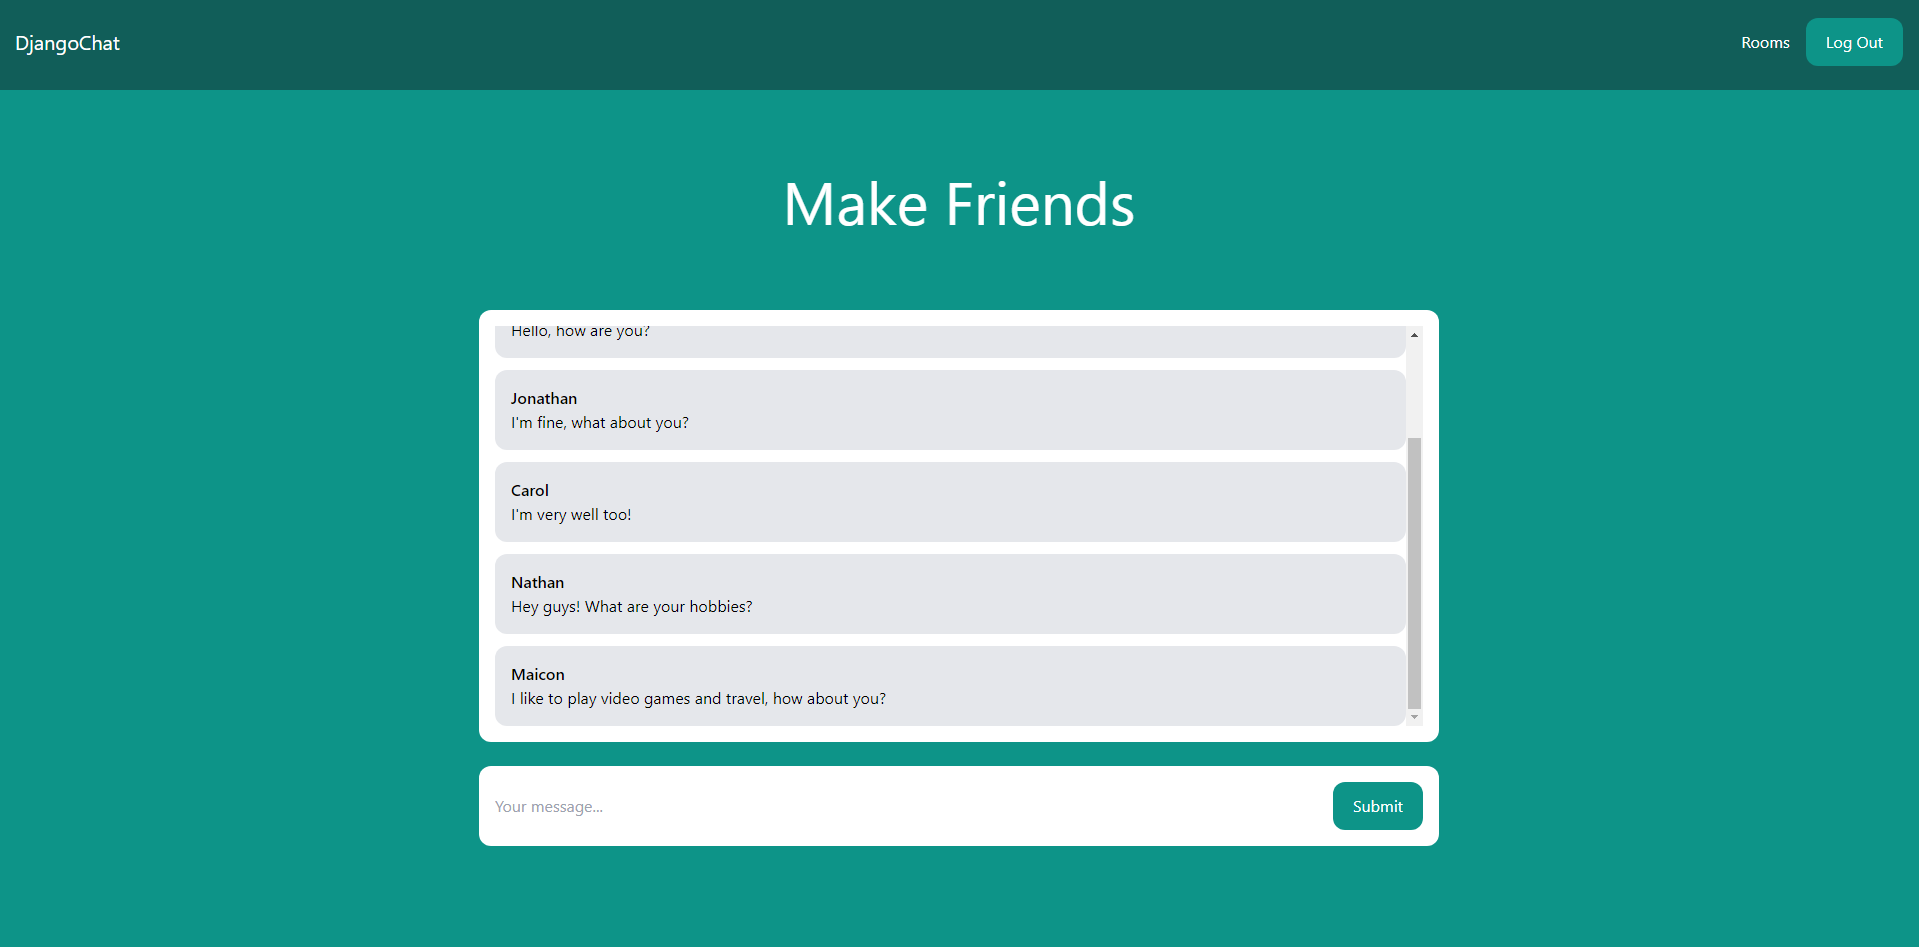 DjangoChat
Rooms
Log Out
Make Friends
Hello, how are you?
Jonathan
I'm fine, what about you?
Carol
I'm very well too!
Nathan
Hey guys! What are your hobbies?
Maicon
I like to play video games and travel, how about you?
Your message...
Submit